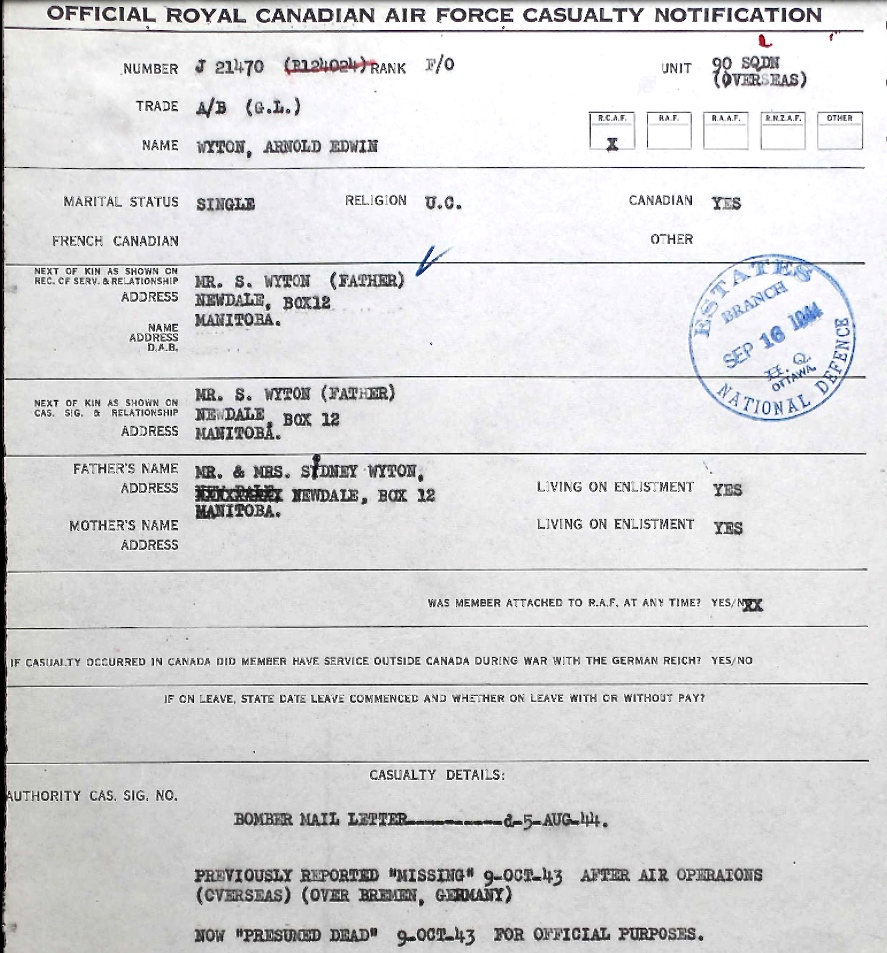 OFFICIAL ROYAL CANADIAN AIR FORCE CASUALTY NOTIFICATION
NUMBER J 21470 (R124024) RANK F/O UNIT 90 SQDN
(OVERSEAS)
TRADE A/B (G.L.)
R.C.A.F. R.A.F. R.A.A.F. R.N.Z.A.F. OTHER
X
NAME WYTON, ARNOLD EDWIN
MARITAL STATUS SINGLE RELIGION U.C. CANADIAN YES
FRENCH CANADIAN OTHER
NEXT OF KIN AS SHOWN ON
REC. OF SERV. & RELATIONSHIP MR. S. WYTON (FATHER)
ADDRESS NEWDALE, BOX12
MANITOBA.
NAME
ADDRESS
D.A.B.
ESTATES
BRANCH
SEP 16 1944
H. Q.
OTTAWA
NATIONAL DEFENCE
MR. S. WYTON (FATHER)
NEXT OF KIN AS SHOWN ON
CAS. SIG. & RELATIONSHIP NEWDALE, BOX 12
ADDRESS MANITOBA.
FATHER'S NAME MR. & MRS. SIDNEY WYTON,
ADDRESS NEWDALE, BOX 12 LIVING ON ENLISTMENT YES
MANITOBA.
MOTHER'S NAME LIVING ON ENLISTMENT YES
ADDRESS
WAS MEMBER ATTACHED TO R.A.F. AT ANY TIME? YES/NXX
IF CASUALTY OCCURRED IN CANADA DID MEMBER HAVE SERVICE OUTSIDE CANADA DURING WAR WITH THE GERMAN REICH? YES/NO
IF ON LEAVE, STATE DATE LEAVE COMMENCED AND WHETHER ON LEAVE WITH OR WITHOUT PAY?
CASUALTY DETAILS:
AUTHORITY CAS. SIG. NO.
BOMBER MAIL LETTER----------d-5-AUG-44.
PREVIOUSLY REPORTED "MISSING" 9-OCT-43 AFTER AIR OPERAIONS
(OVERSEAS) (OVER BREMEN, GERMANY)
NOW "PRESUMED DEAD" 9-OCT-43 FOR OFFICIAL PURPOSES.